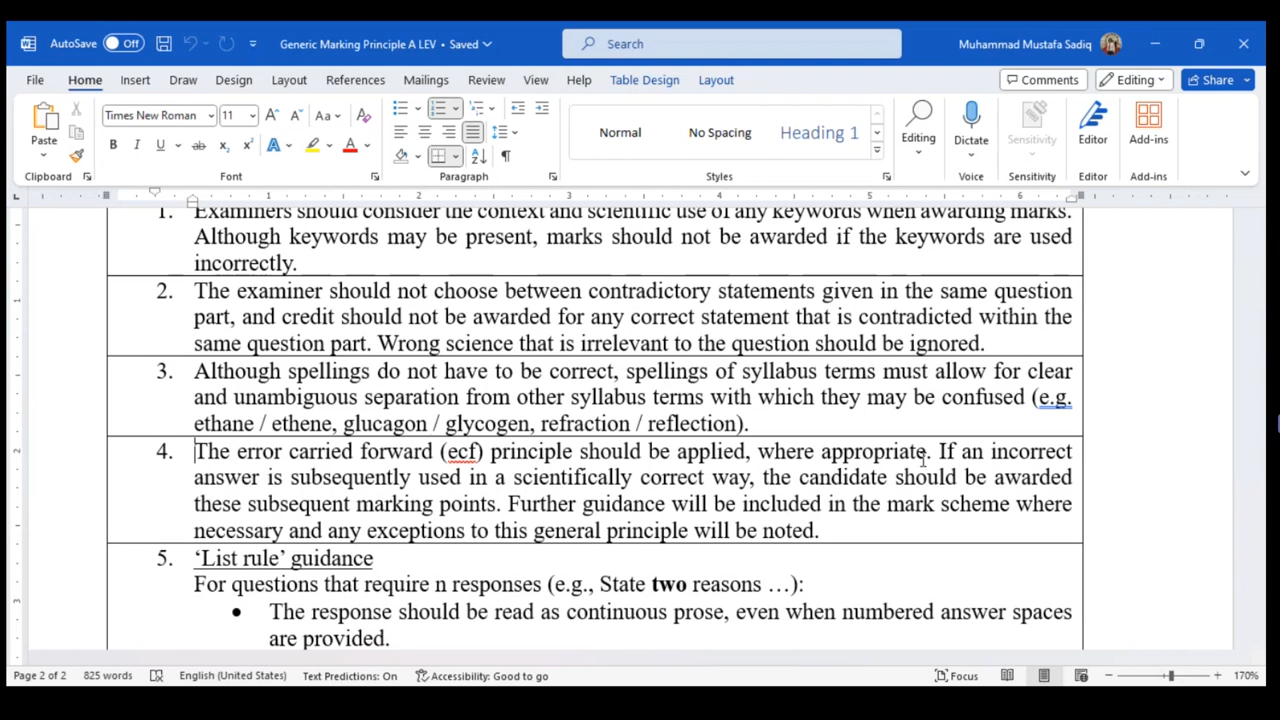 AutoSave Off Generic Marking Principle A LEV • Saved Search Muhammad Mustafa Sadiq
File Home Insert Draw Design Layout References Mailings Review View Help Table Design Layout Comments Editing Share
Times New Roman 11 Aa
Paste B I U ab x₂ x² A A Normal No Spacing Heading 1 Editing Dictate Sensitivity Editor Add-ins
Clipboard Font Paragraph Styles Voice Sensitivity Editor Add-ins
1 2 3 4 5 6
1. Examiners should consider the context and scientific use of any keywords when awarding marks.
Although keywords may be present, marks should not be awarded if the keywords are used
incorrectly.
2. The examiner should not choose between contradictory statements given in the same question
part, and credit should not be awarded for any correct statement that is contradicted within the
same question part. Wrong science that is irrelevant to the question should be ignored.
3. Although spellings do not have to be correct, spellings of syllabus terms must allow for clear
and unambiguous separation from other syllabus terms with which they may be confused (e.g.
ethane / ethene, glucagon / glycogen, refraction / reflection).
4. The error carried forward (ecf) principle should be applied, where appropriate. If an incorrect
answer is subsequently used in a scientifically correct way, the candidate should be awarded
these subsequent marking points. Further guidance will be included in the mark scheme where
necessary and any exceptions to this general principle will be noted.
5. ‘List rule’ guidance
For questions that require n responses (e.g., State two reasons …):
• The response should be read as continuous prose, even when numbered answer spaces
are provided.
Page 2 of 2 825 words English (United States) Text Predictions: On Accessibility: Good to go Focus 170%